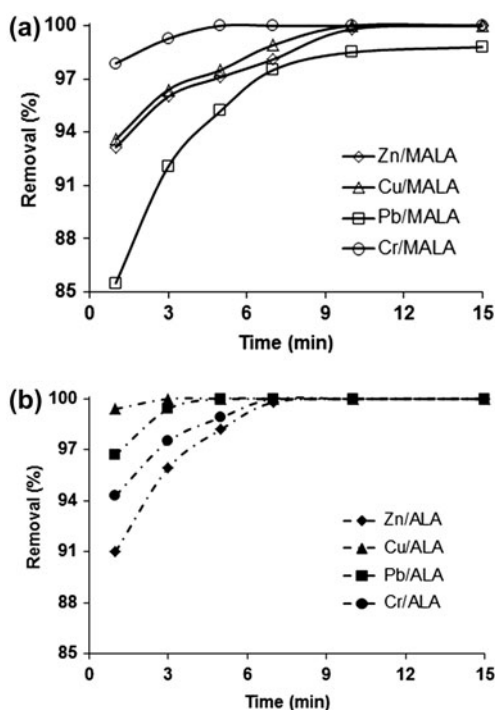 (a)
100
97
94
91
88
85
Removal (%)
Zn/MALA
Cu/MALA
Pb/MALA
Cr/MALA
0 3 6 9 12 15
Time (min)
(b)
100
97
94
91
88
85
Removal (%)
Zn/ALA
Cu/ALA
Pb/ALA
Cr/ALA
0 3 6 9 12 15
Time (min)